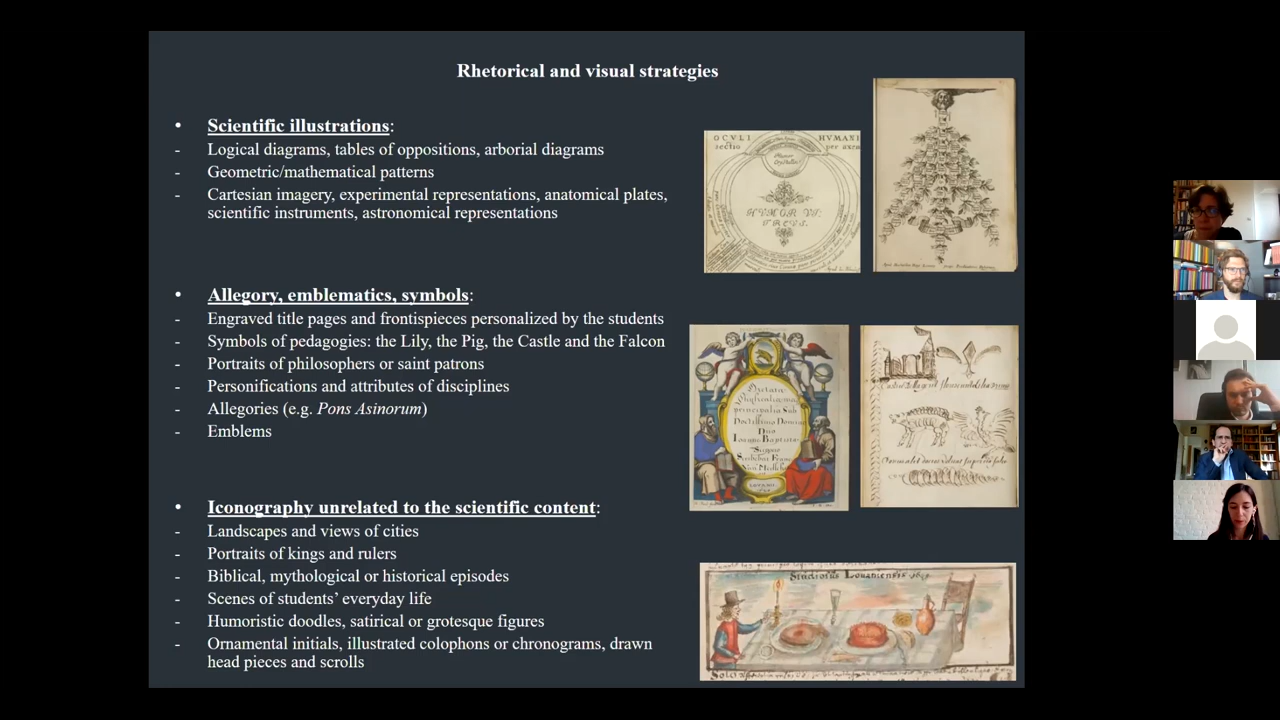 Rhetorical and visual strategies
• Scientific illustrations:
- Logical diagrams, tables of oppositions, arborial diagrams
- Geometric/mathematical patterns
- Cartesian imagery, experimental representations, anatomical plates,
scientific instruments, astronomical representations
• Allegory, emblematics, symbols:
- Engraved title pages and frontispieces personalized by the students
- Symbols of pedagogies: the Lily, the Pig, the Castle and the Falcon
- Portraits of philosophers or saint patrons
- Personifications and attributes of disciplines
- Allegories (e.g. Pons Asinorum)
- Emblems
• Iconography unrelated to the scientific content:
- Landscapes and views of cities
- Portraits of kings and rulers
- Biblical, mythological or historical episodes
- Scenes of students’ everyday life
- Humoristic doodles, satirical or grotesque figures
- Ornamental initials, illustrated colophons or chronograms, drawn
head pieces and scrolls
OCULI HUMANI
sectio per axem
HUMOR VI-
TREUS
Studiosus Lovaniensis